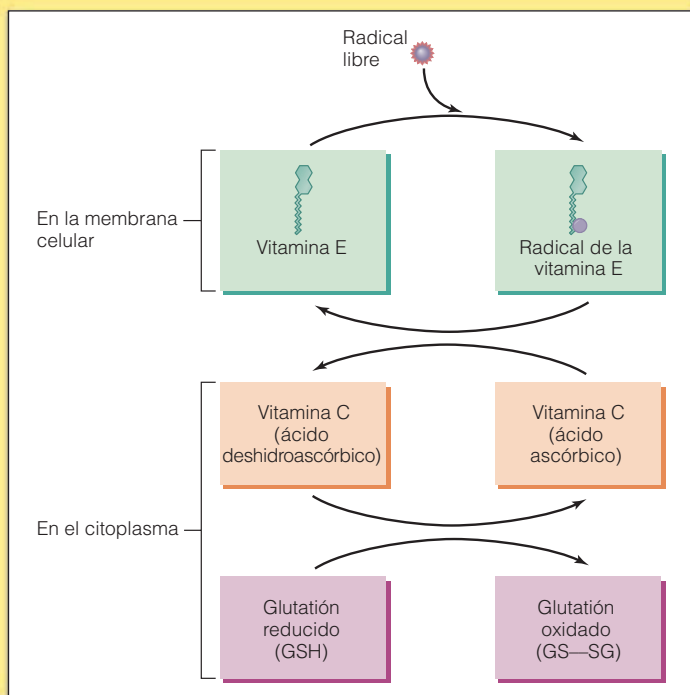 Radical
libre
En la membrana
celular
Vitamina E
Radical de la
vitamina E
Vitamina C
(ácido
deshidroascórbico)
Vitamina C
(ácido
ascórbico)
En el citoplasma
Glutatión
reducido
(GSH)
Glutatión
oxidado
(GS—SG)